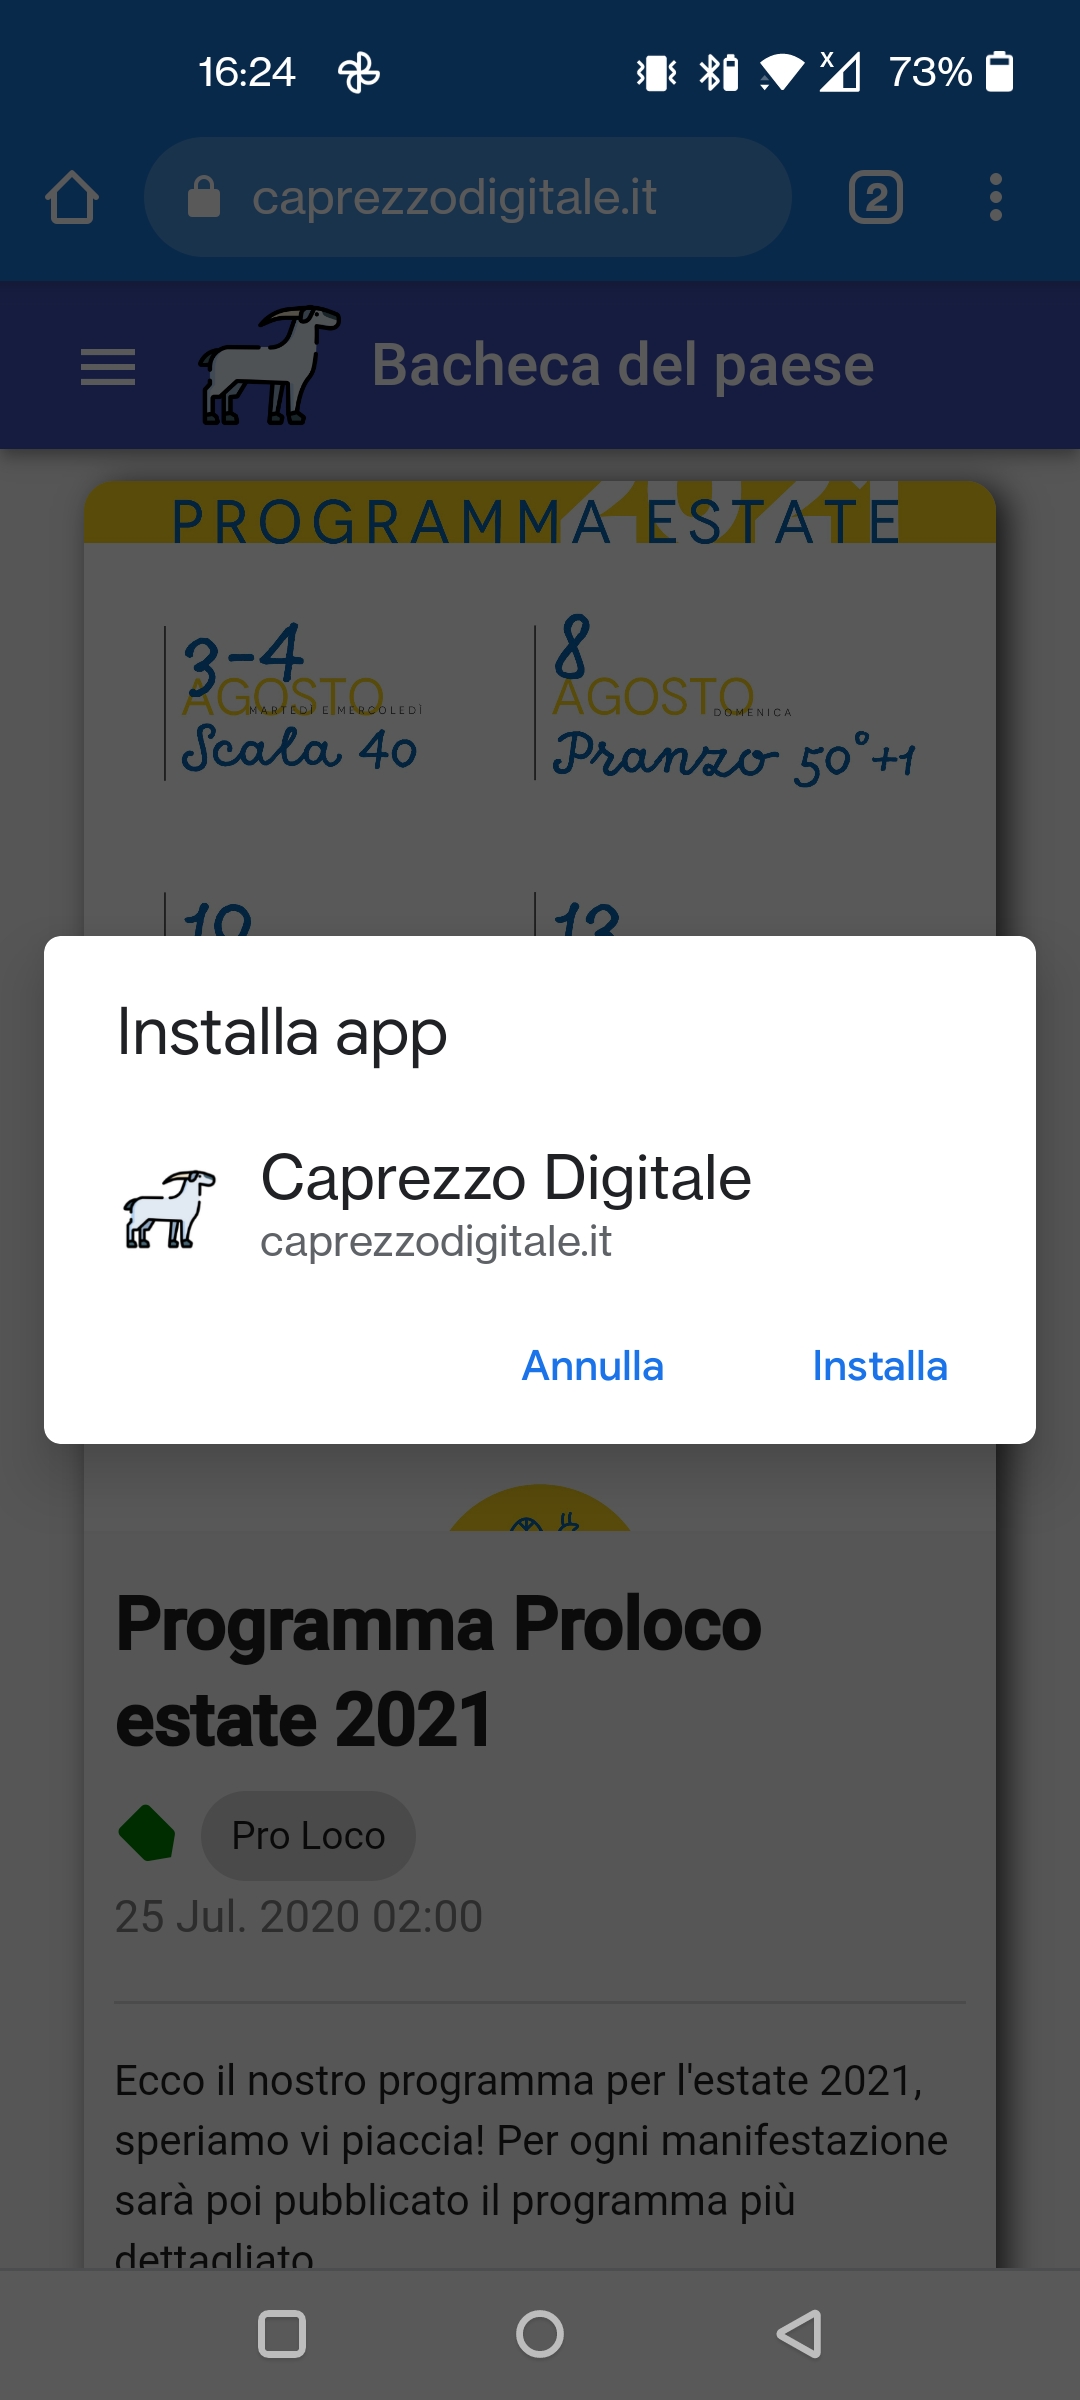 16:24
73%
caprezzodigitale.it
2
Bacheca del paese
2021
PROGRAMMA ESTATE
3-4
AGOSTO
MARTEDÌ E MERCOLEDÌ
Scala 40
8
AGOSTO
DOMENICA
Pranzo 50°+1
10
13
Installa app
Caprezzo Digitale
caprezzodigitale.it
Annulla
Installa
Programma Proloco
estate 2021
Pro Loco
25 Jul. 2020 02:00
Ecco il nostro programma per l'estate 2021,
speriamo vi piaccia! Per ogni manifestazione
sarà poi pubblicato il programma più
dettagliato